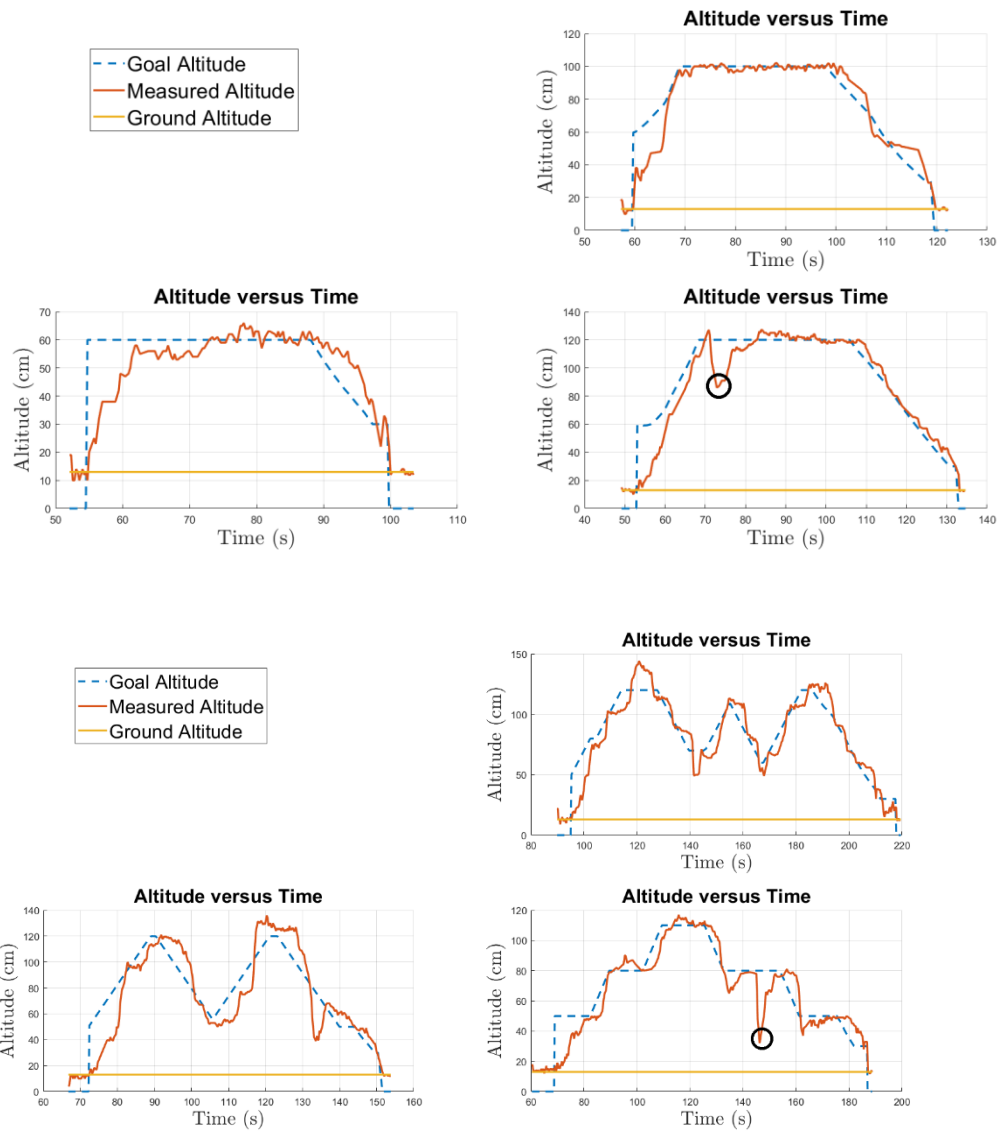 Altitude versus Time
Goal Altitude
Measured Altitude
Ground Altitude
120
100
80
60
40
20
0
Altitude (cm)
50 60 70 80 90 100 110 120 130
Time (s)
Altitude versus Time
70
60
50
40
30
20
10
0
Altitude (cm)
50 60 70 80 90 100 110
Time (s)
Altitude versus Time
140
120
100
80
60
40
20
0
Altitude (cm)
40 50 60 70 80 90 100 110 120 130 140
Time (s)
Goal Altitude
Measured Altitude
Ground Altitude
Altitude versus Time
150
100
50
0
Altitude (cm)
80 100 120 140 160 180 200 220
Time (s)
Altitude versus Time
140
120
100
80
60
40
20
0
Altitude (cm)
60 70 80 90 100 110 120 130 140 150 160
Time (s)
Altitude versus Time
120
100
80
60
40
20
0
Altitude (cm)
60 80 100 120 140 160 180 200
Time (s)